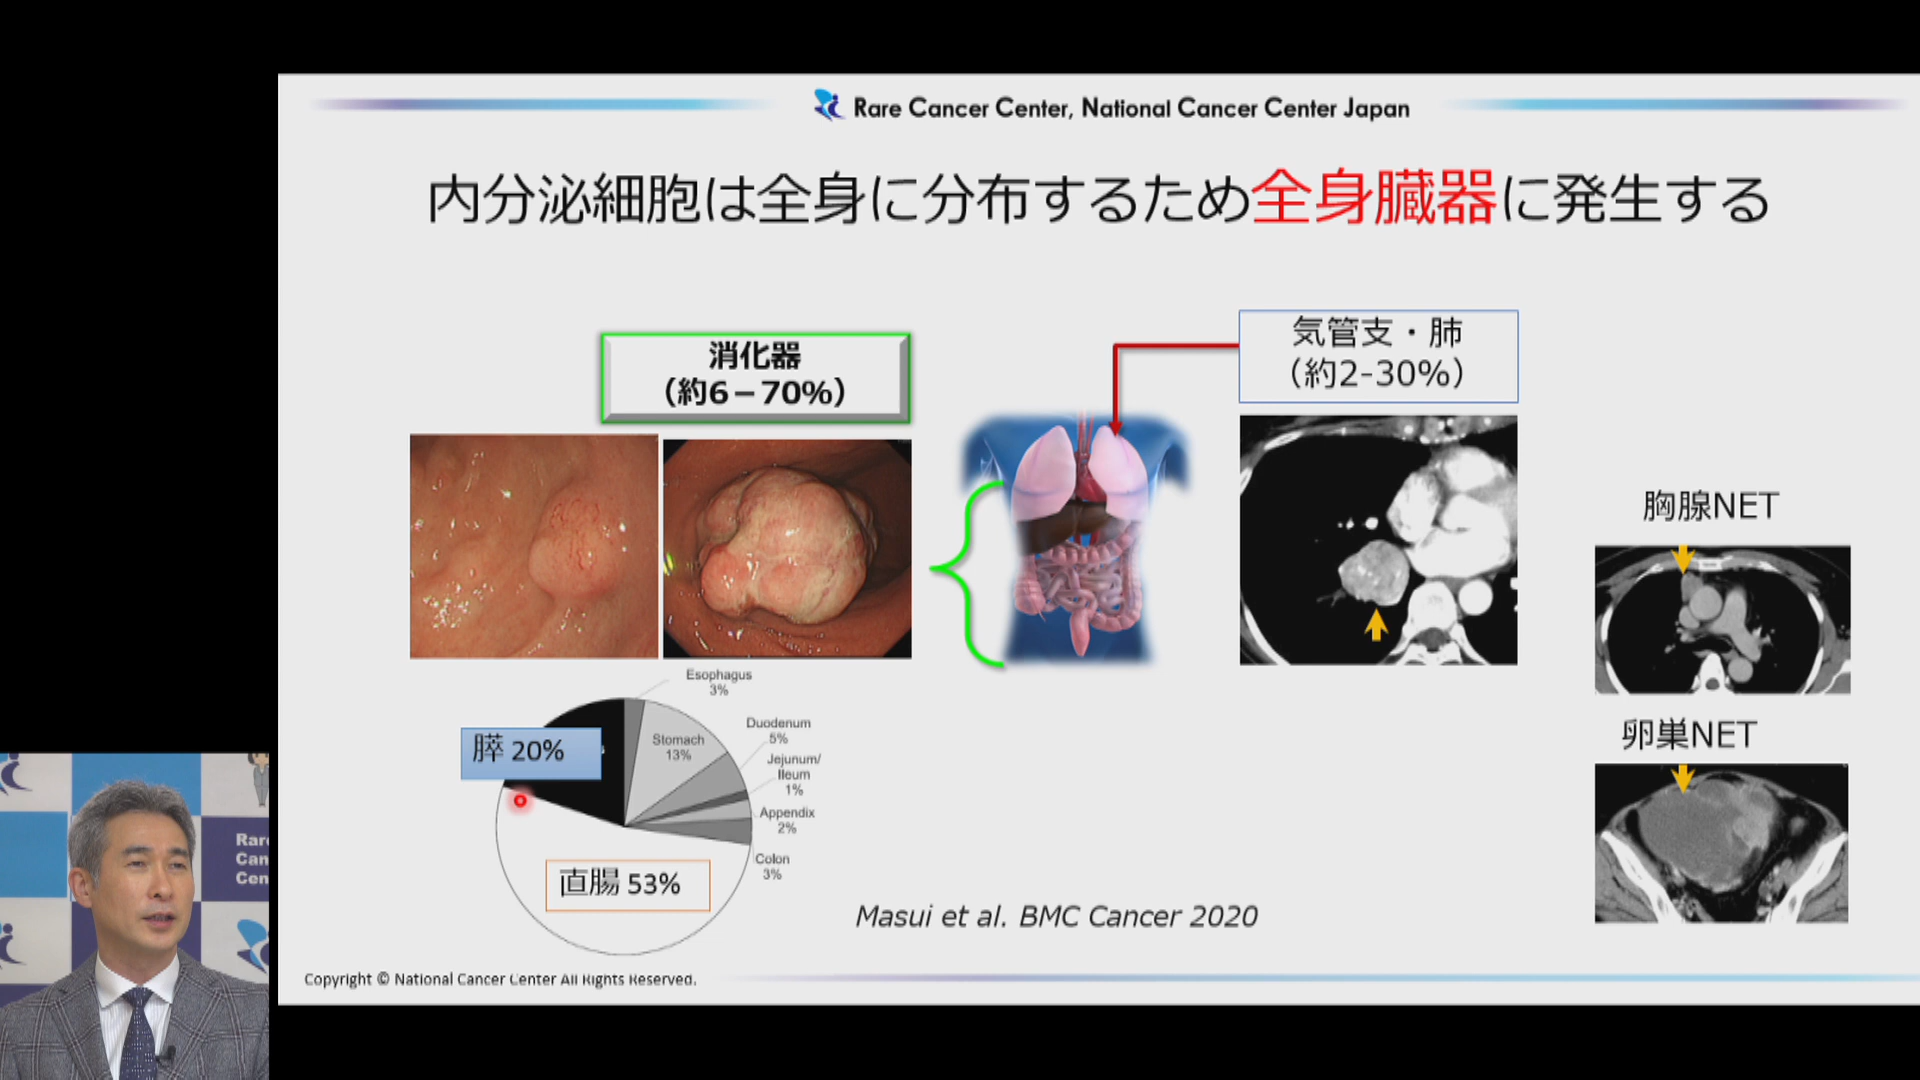 Rare Cancer Center, National Cancer Center Japan
内分泌細胞は全身に分布するため全身臓器に発生する
消化器
（約6－70%）
気管支・肺
（約2-30%）
胸腺NET
卵巣NET
Esophagus
3%
Stomach
13%
Duodenum
5%
Jejunum/
Ileum
1%
Appendix
2%
Colon
3%
膵 20%
直腸 53%
Masui et al. BMC Cancer 2020
Copyright © National Cancer Center All Rights Reserved.
Rare
Can
Cen